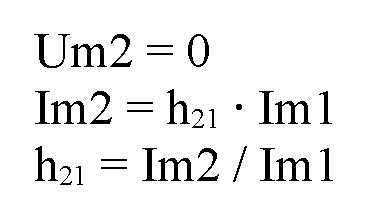 Um2 = 0
Im2 = h₂₁ · Im1
h₂₁ = Im2 / Im1